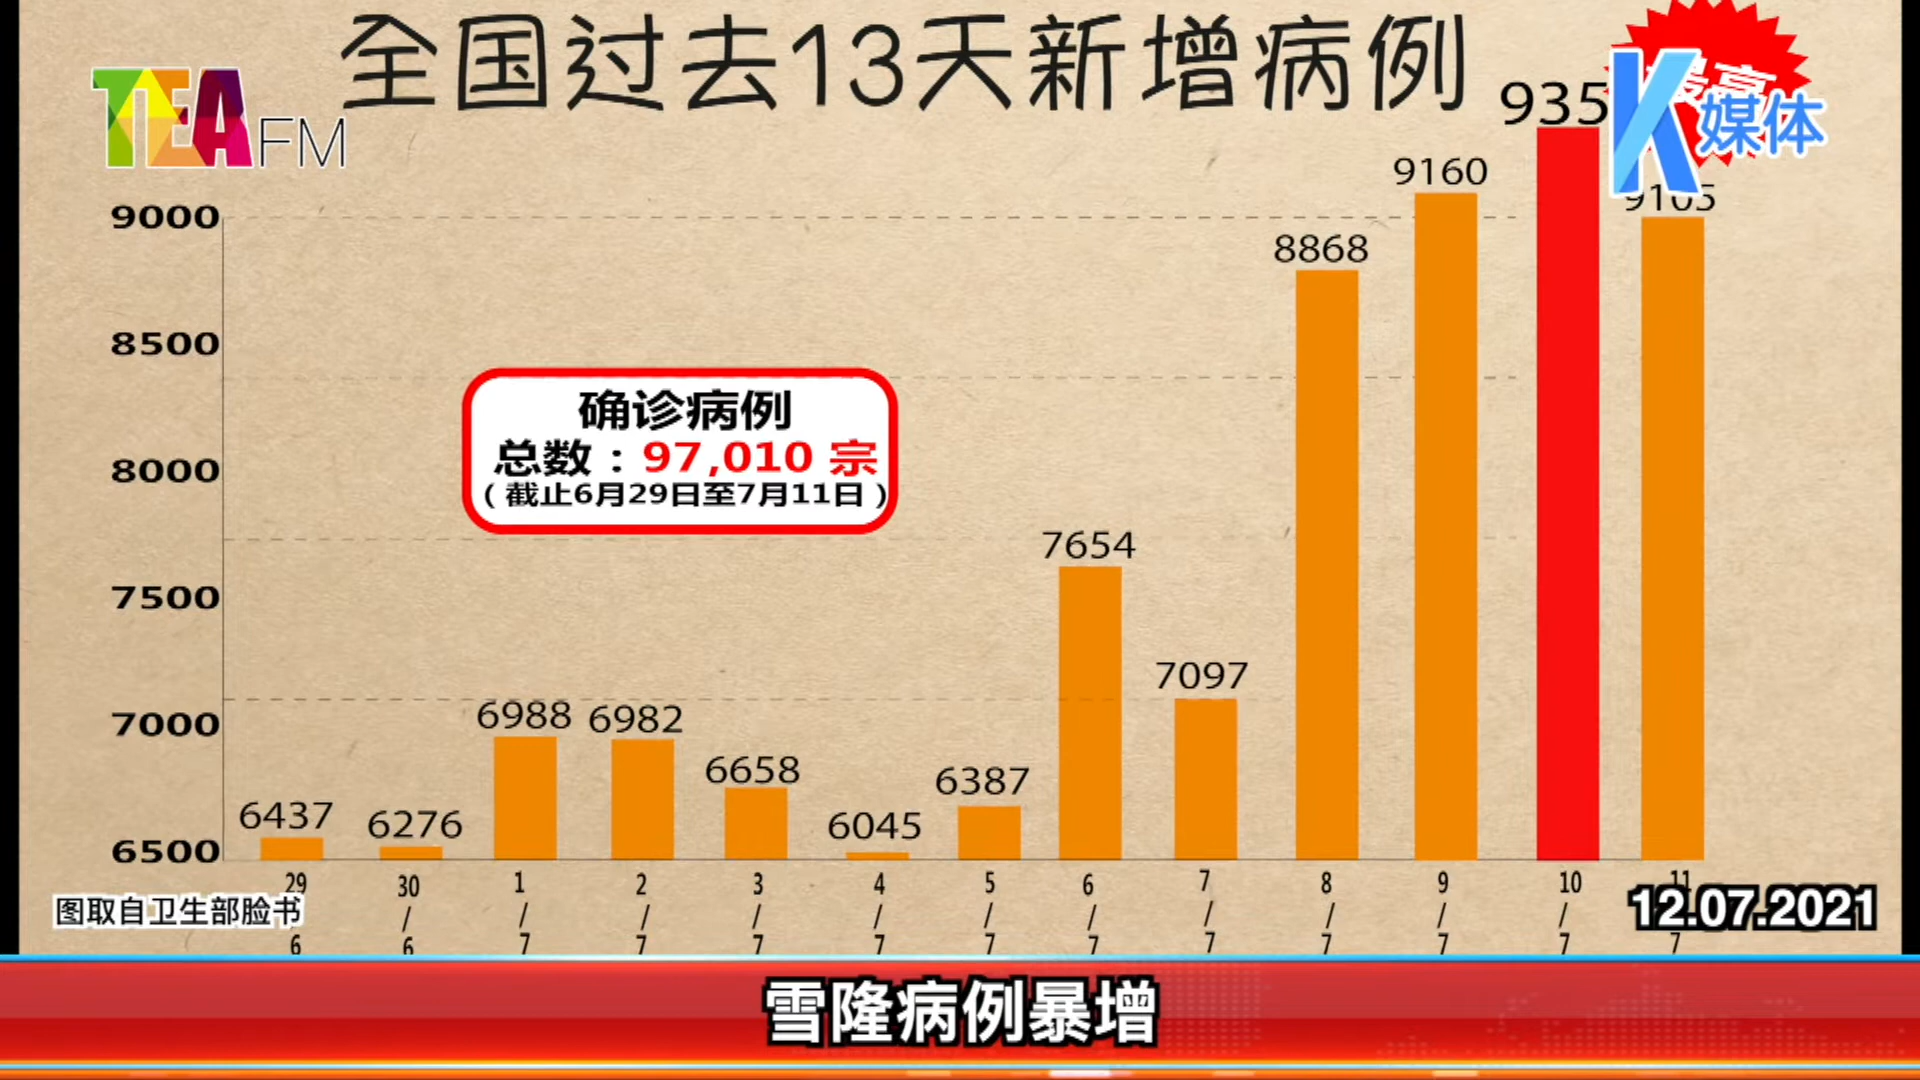 全国过去13天新增病例
TEA FM
K媒体
935
9160
8868
9000
8500
8000
7500
7000
6500
确诊病例
总数：97,010 宗
（截止6月29日至7月11日）
7654
7097
6988 6982
6658
6387
6437 6276 6045
29/6 30/6 1/7 2/7 3/7 4/7 5/7 6/7 7/7 8/7 9/7 10/7 11/7
图取自卫生部脸书
12.07.2021
雪隆病例暴增